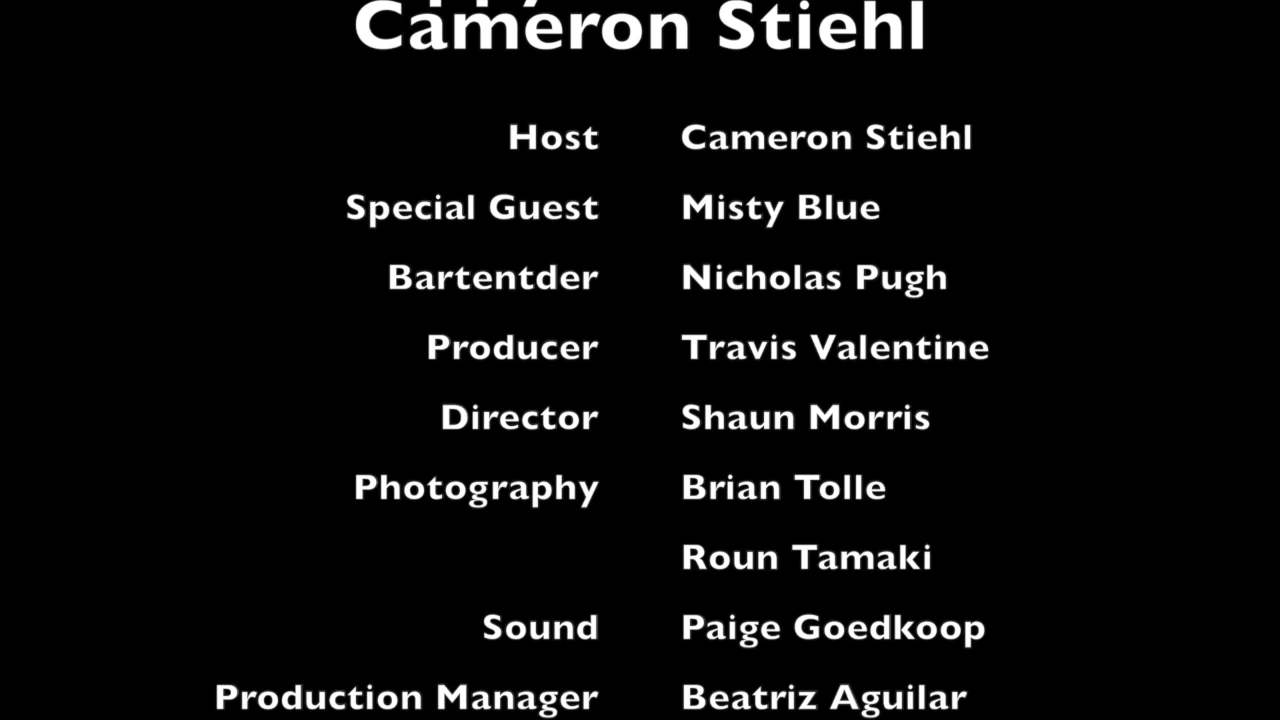 Cameron Stiehl
Host Cameron Stiehl
Special Guest Misty Blue
Bartentder Nicholas Pugh
Producer Travis Valentine
Director Shaun Morris
Photography Brian Tolle
Roun Tamaki
Sound Paige Goedkoop
Production Manager Beatriz Aguilar